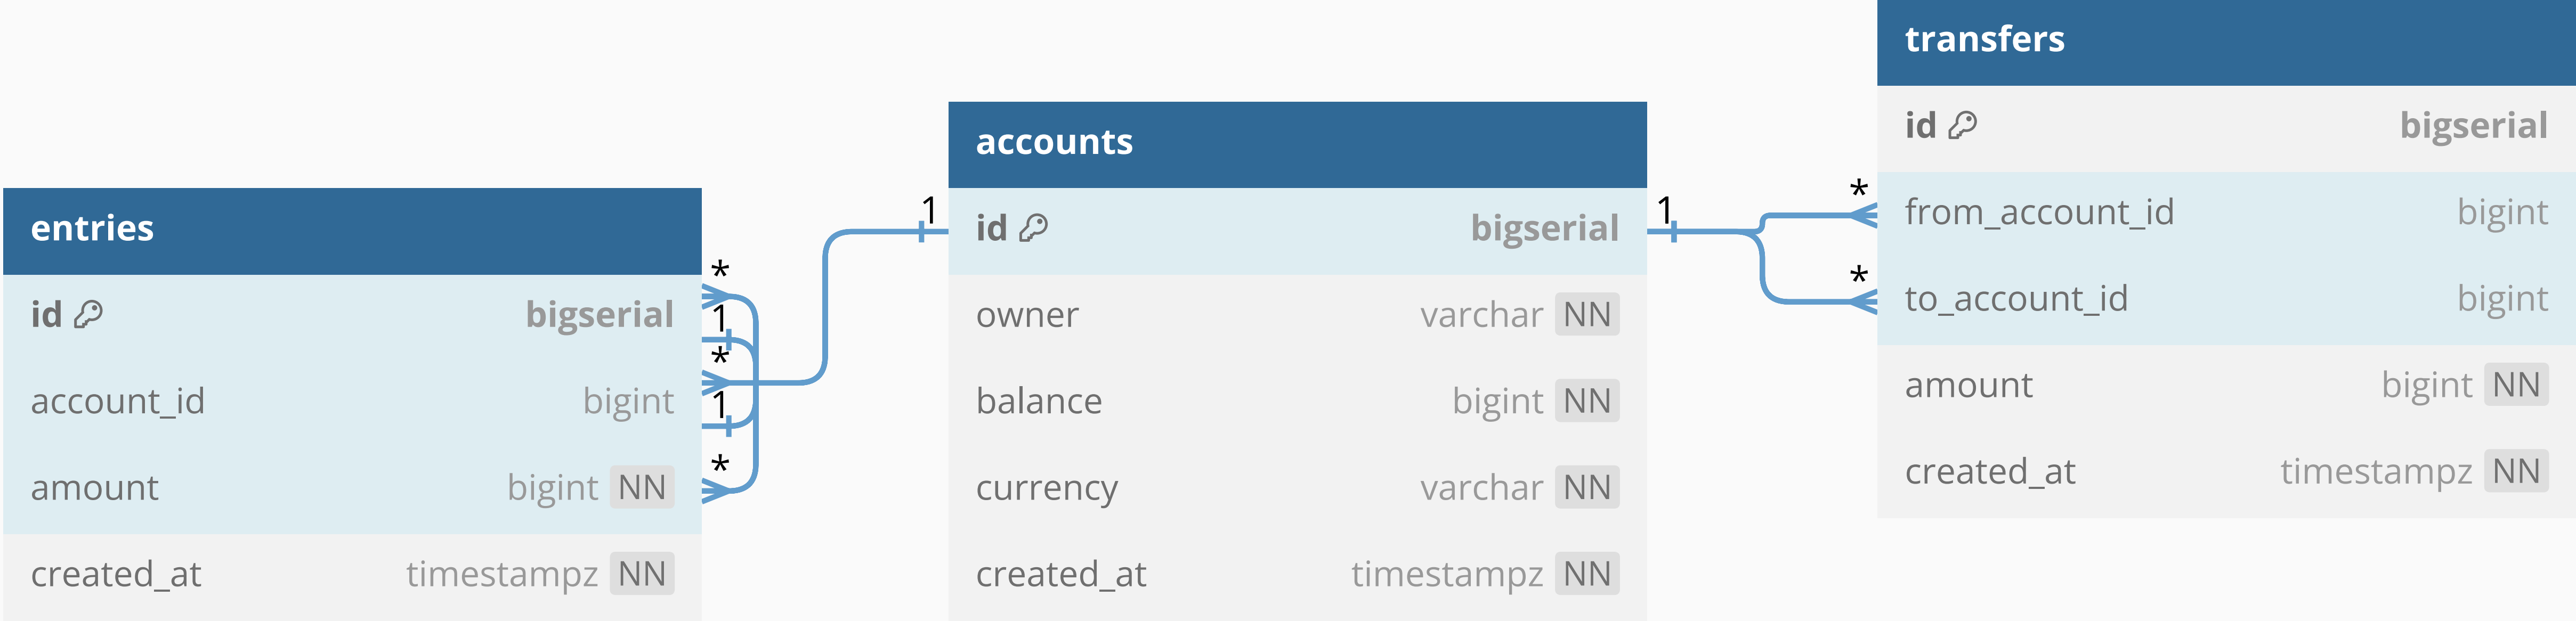 entries
id bigserial
account_id bigint
amount bigint NN
created_at timestampz NN
*
1
*
1
*
1
accounts
id bigserial
owner varchar NN
balance bigint NN
currency varchar NN
created_at timestampz NN
1
*
*
transfers
id bigserial
from_account_id bigint
to_account_id bigint
amount bigint NN
created_at timestampz NN